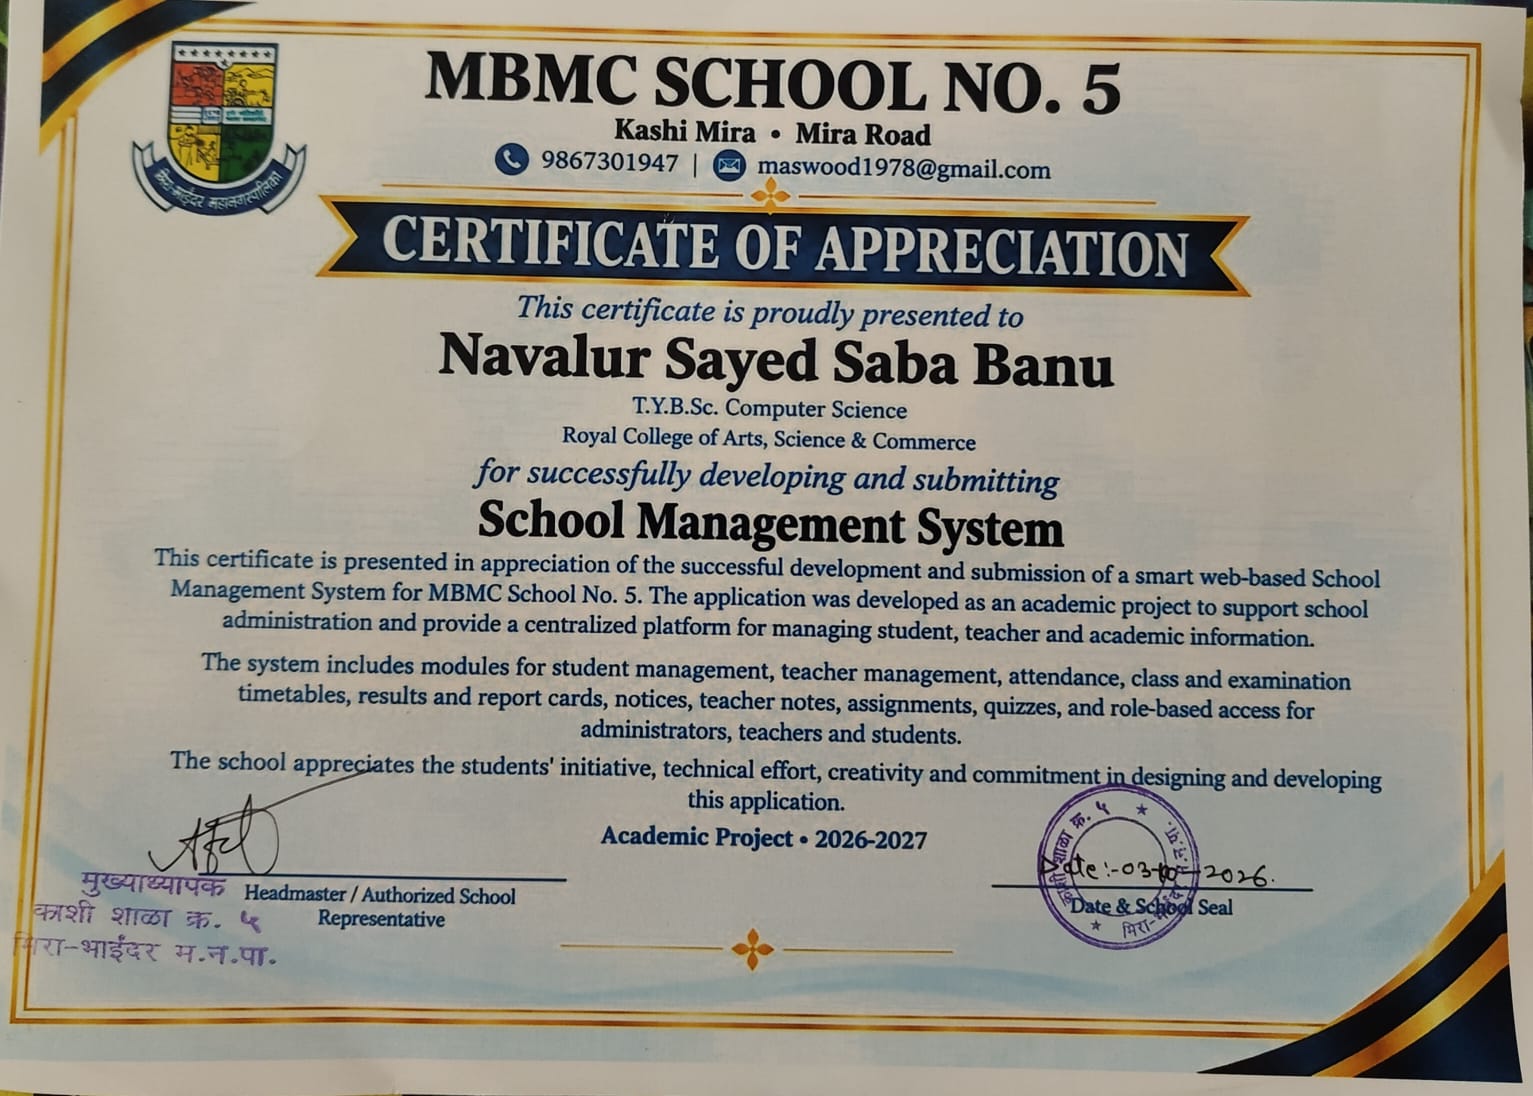 MBMC SCHOOL NO. 5
Kashi Mira • Mira Road
9867301947 | maswood1978@gmail.com
मिरा-भाईंदर महानगरपालिका
CERTIFICATE OF APPRECIATION
This certificate is proudly presented to
Navalur Sayed Saba Banu
T.Y.B.Sc. Computer Science
Royal College of Arts, Science & Commerce
for successfully developing and submitting
School Management System
This certificate is presented in appreciation of the successful development and submission of a smart web-based School
Management System for MBMC School No. 5. The application was developed as an academic project to support school
administration and provide a centralized platform for managing student, teacher and academic information.
The system includes modules for student management, teacher management, attendance, class and examination
timetables, results and report cards, notices, teacher notes, assignments, quizzes, and role-based access for
administrators, teachers and students.
The school appreciates the students' initiative, technical effort, creativity and commitment in designing and developing
this application.
Academic Project • 2026-2027
Headmaster / Authorized School
Representative
मुख्याध्यापक
काशी शाळा क्र. ५
मिरा-भाईंदर म.न.पा.
Date :- 03- -2026.
Date & School Seal
काशी शाळा क्र. ५
मिरा-भाईंदर म.न.पा.